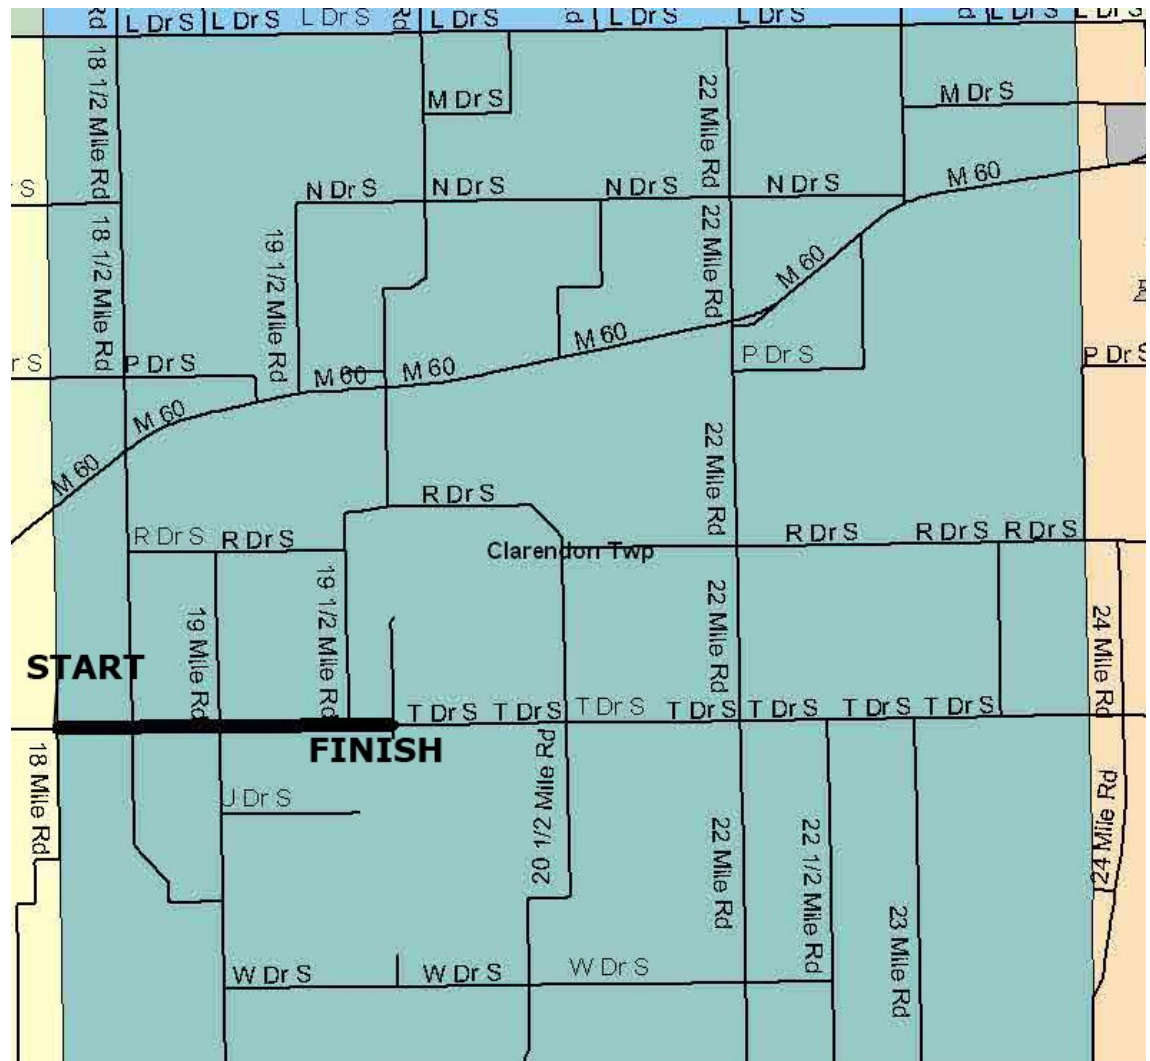 Rd
L Dr S
L Dr S
L Dr S
Rd
L Dr S
L Dr S
L Dr S
L Dr S
L Dr S
18 1/2 Mile Rd
M Dr S
22 Mile Rd
M Dr S
M 60
N Dr S
N Dr S
N Dr S
N Dr S
S
18 1/2 Mile Rd
19 1/2 Mile Rd
22 Mile Rd
M 60
M 60
P Dr S
P Dr S
r S
P Dr S
M 60
M 60
M 60
M 60
22 Mile Rd
R Dr S
R Dr S
R Dr S
Clarendon Twp
R Dr S
R Dr S
R Dr S
19 Mile Rd
19 1/2 Mile Rd
22 Mile Rd
24 Mile Rd
START
T Dr S
T Dr S
T Dr S
T Dr S
T Dr S
T Dr S
T Dr S
FINISH
18 Mile Rd
20 1/2 Mile Rd
24 Mile Rd
U Dr S
22 Mile Rd
22 1/2 Mile Rd
23 Mile Rd
W Dr S
W Dr S
W Dr S